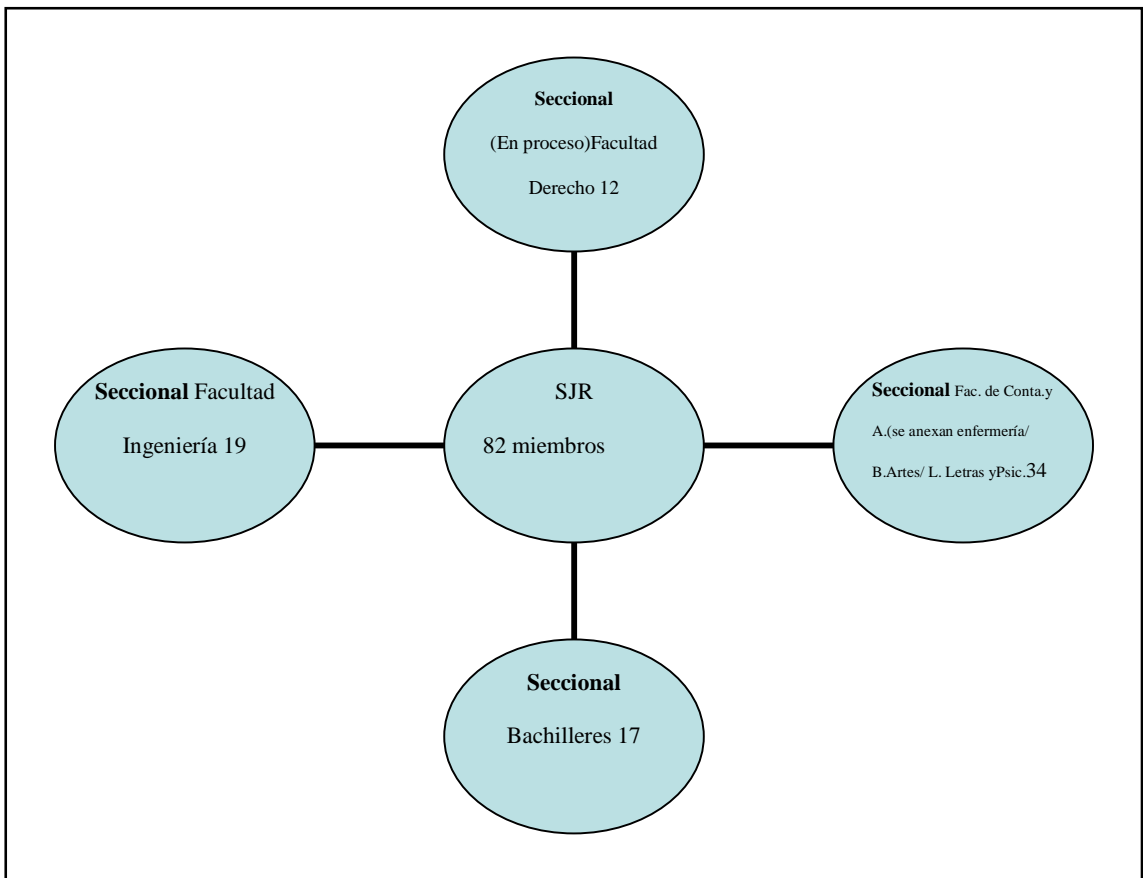 Seccional
(En proceso)Facultad
Derecho 12
Seccional Facultad
Ingeniería 19
SJR
82 miembros
Seccional Fac. de Conta.y
A.(se anexan enfermería/
B.Artes/ L. Letras yPsic.34
Seccional
Bachilleres 17